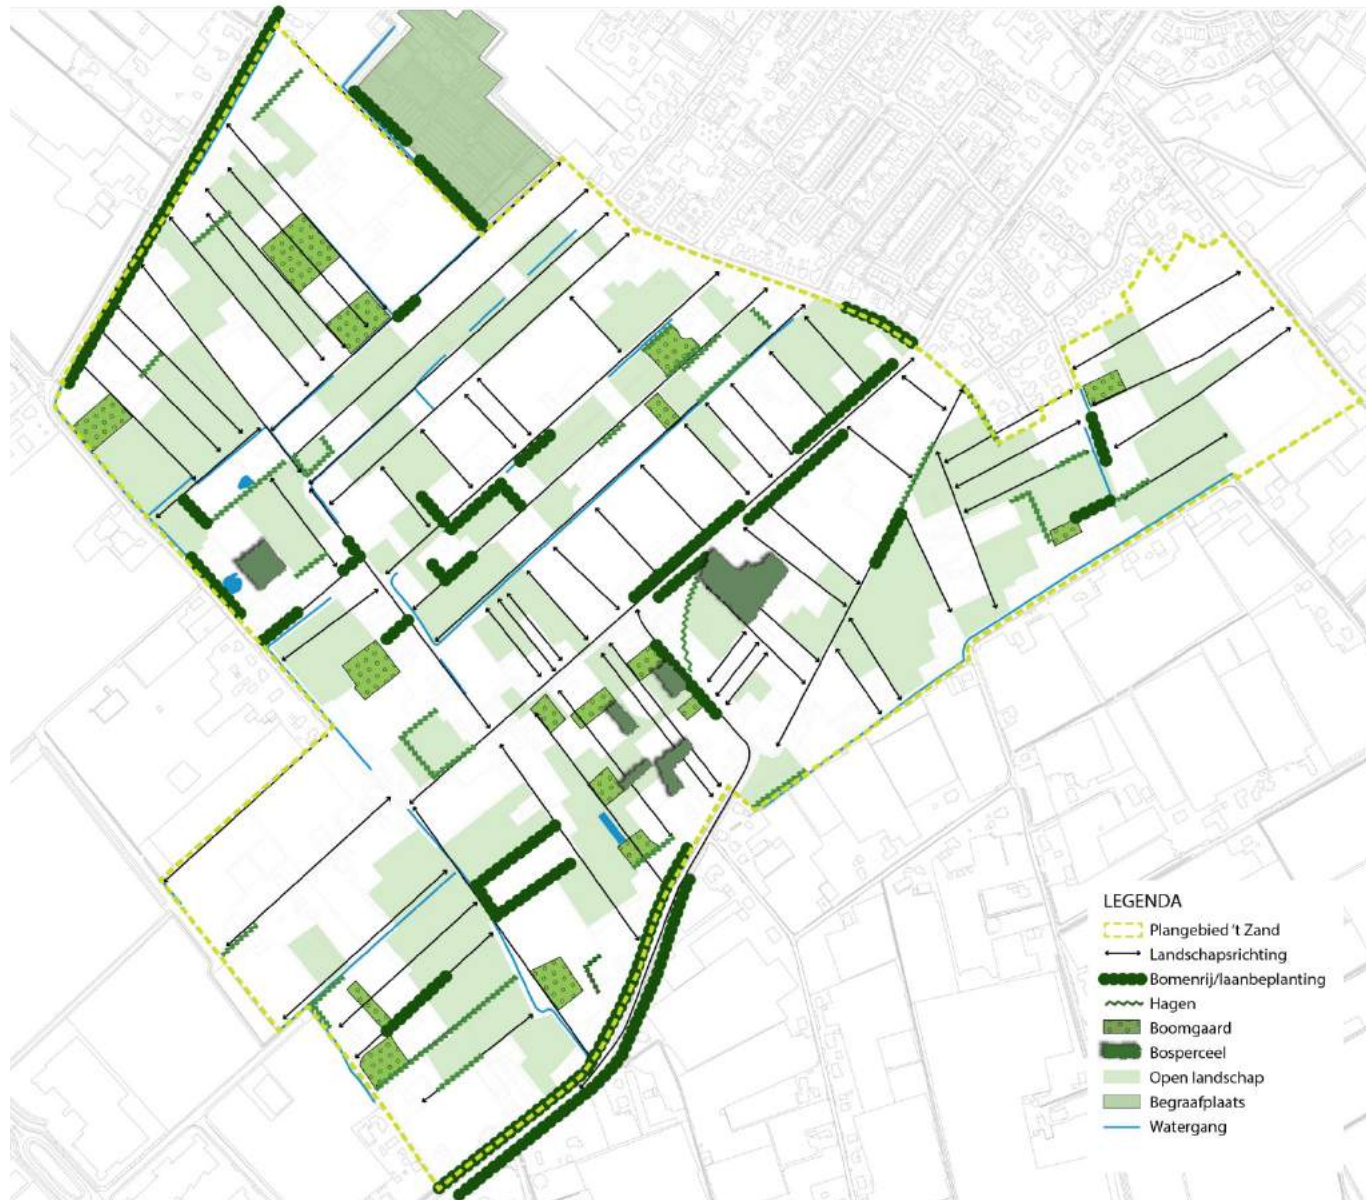 LEGENDA
Plangebied 't Zand
Landschapsrichting
Bomenrij/laanbeplanting
Hagen
Boomgaard
Bosperceel
Open landschap
Begraafplaats
Watergang